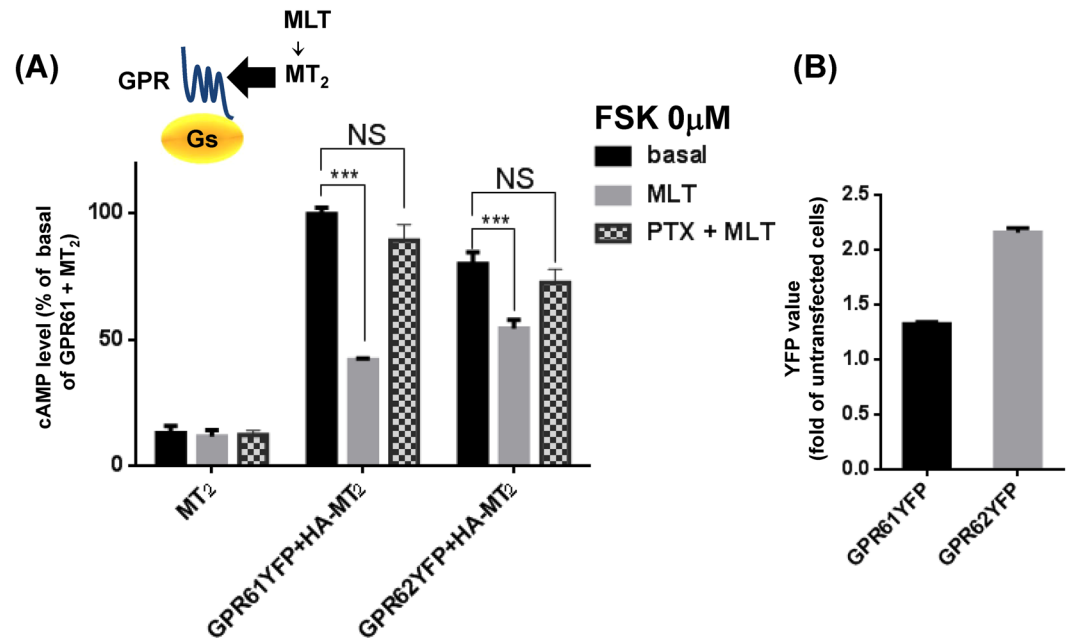 (A)
MLT
↓
GPR
MT₂
Gs
FSK 0μM
basal
MLT
PTX + MLT
NS
***
NS
***
cAMP level (% of basal
of GPR61 + MT₂)
100
50
0
MT₂
GPR61YFP+HA-MT₂
GPR62YFP+HA-MT₂
(B)
YFP value
(fold of untransfected cells)
2.5
2.0
1.5
1.0
0.5
0.0
GPR61YFP
GPR62YFP